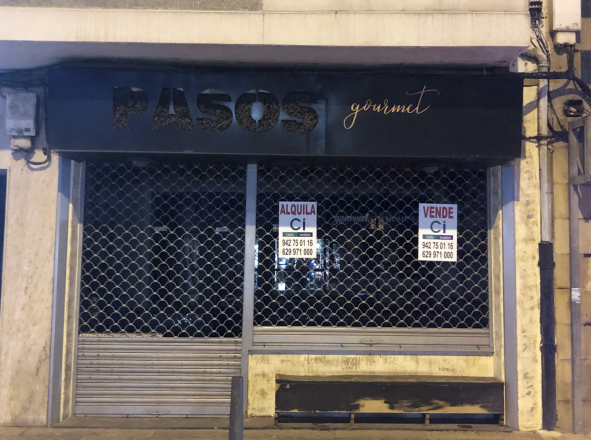 PASOS gourmet
ALQUILA
Ci
942 75 01 16
629 971 000
VENDE
Ci
942 75 01 16
629 971 000
gourmet